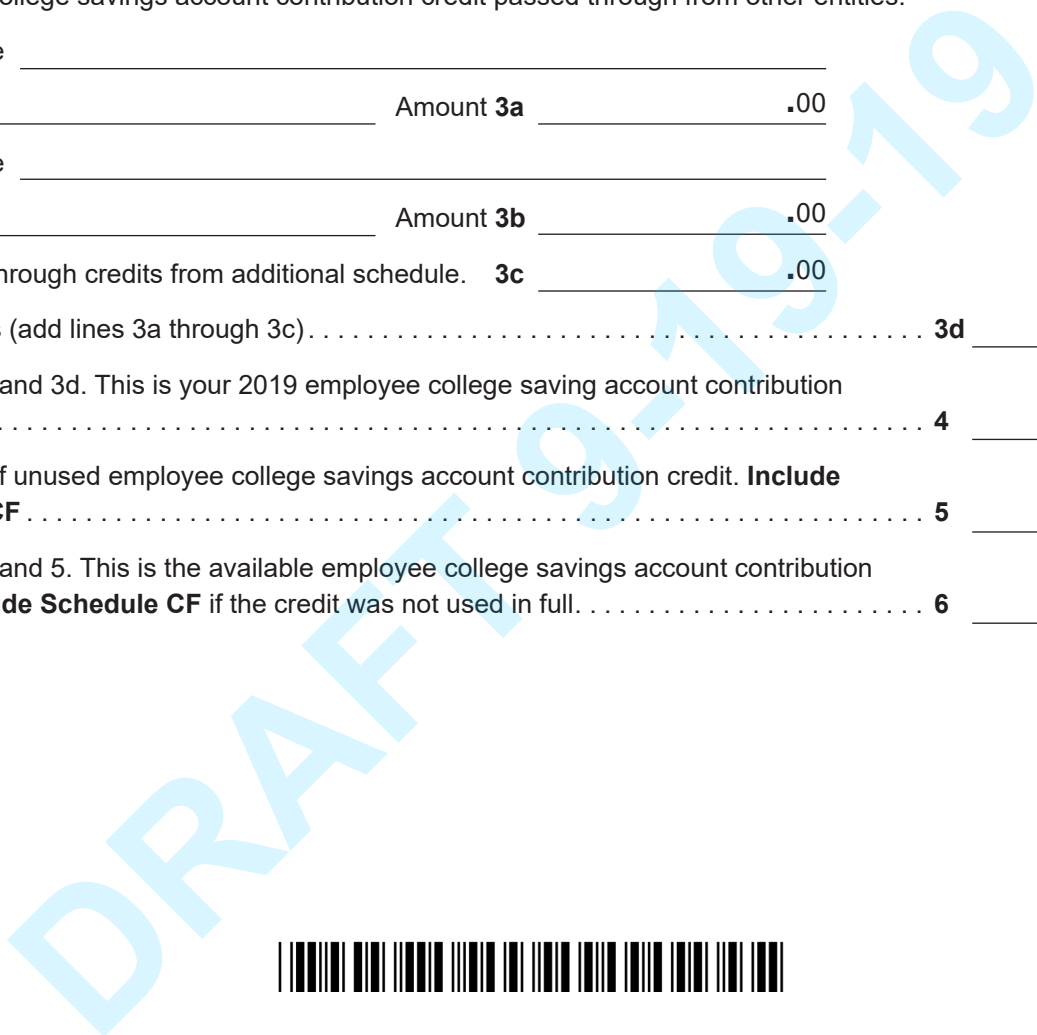 college savings account contribution credit passed through from other entities.
Amount 3a .00
Amount 3b .00
hrough credits from additional schedule. 3c .00
(add lines 3a through 3c). . . . . . . . . . . . . . . . . . . . . . . . . . . . . . . . . . . . . . . . . . 3d
and 3d. This is your 2019 employee college saving account contribution
. . . . . . . . . . . . . . . . . . . . . . . . . . . . . . . . . . . . . . . . . . . . . . . . . . . . . . . . . . . . . . . 4
f unused employee college savings account contribution credit. Include
CF . . . . . . . . . . . . . . . . . . . . . . . . . . . . . . . . . . . . . . . . . . . . . . . . . . . . . . . . . . . . . 5
and 5. This is the available employee college savings account contribution
de Schedule CF if the credit was not used in full. . . . . . . . . . . . . . . . . . . . . . . . 6
DRAFT 9-19-19